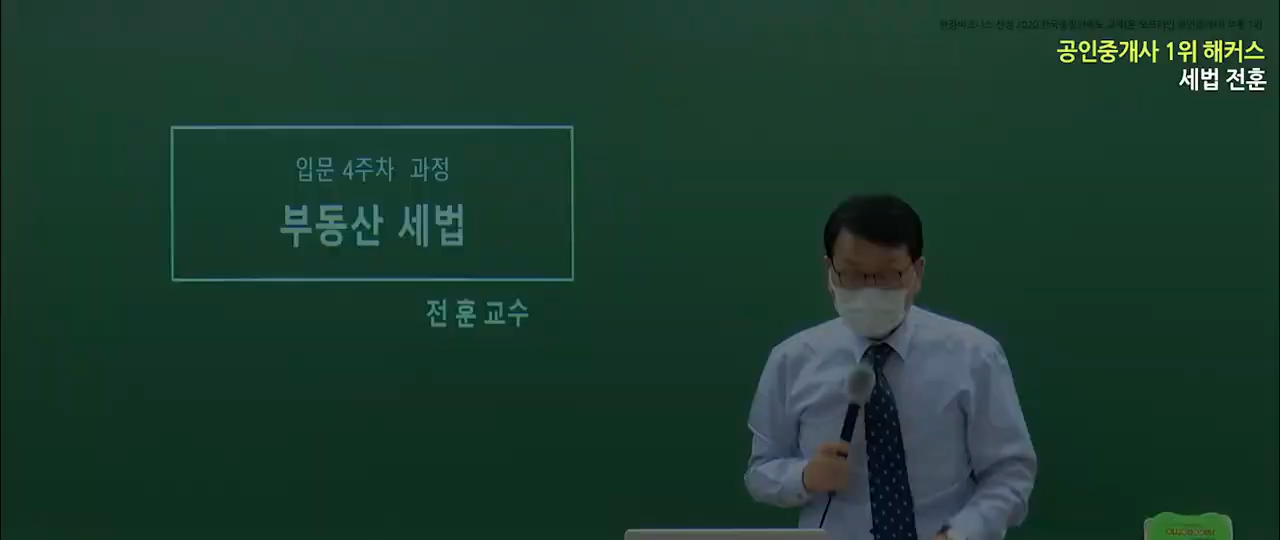 공인중개사 1위 해커스
세법 전훈
입문 4주차 과정
부동산 세법
전 훈 교수